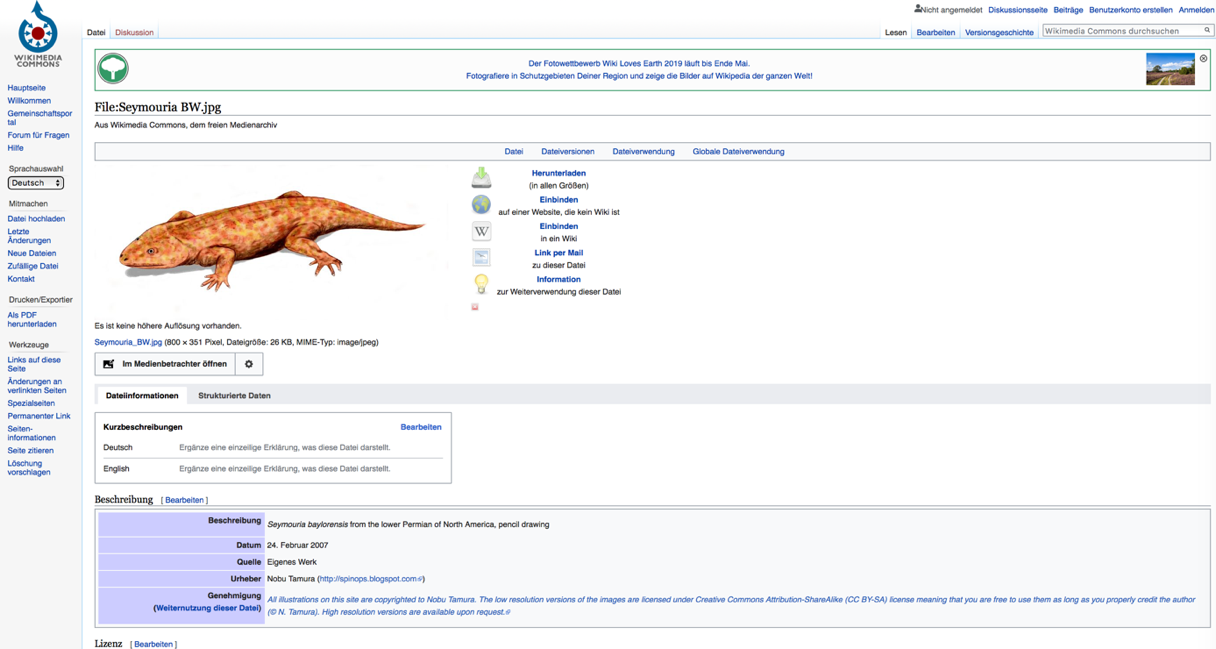 Nicht angemeldet Diskussionsseite Beiträge Benutzerkonto erstellen Anmelden
WIKIMEDIA
COMMONS
Datei Diskussion Lesen Bearbeiten Versionsgeschichte Wikimedia Commons durchsuchen
Hauptseite
Willkommen
Gemeinschaftspor
tal
Forum für Fragen
Hilfe
Sprachauswahl
Deutsch
Mitmachen
Datei hochladen
Letzte
Änderungen
Neue Dateien
Zufällige Datei
Kontakt
Drucken/Exportier
Als PDF
herunterladen
Werkzeuge
Links auf diese
Seite
Änderungen an
verlinkten Seiten
Spezialseiten
Permanenter Link
Seiten-
informationen
Seite zitieren
Löschung
vorschlagen
Der Fotowettbewerb Wiki Loves Earth 2019 läuft bis Ende Mai.
Fotografiere in Schutzgebieten Deiner Region und zeige die Bilder auf Wikipedia der ganzen Welt!
File:Seymouria BW.jpg
Aus Wikimedia Commons, dem freien Medienarchiv
Datei Dateiversionen Dateiverwendung Globale Dateiverwendung
Herunterladen
(in allen Größen)
Einbinden
auf einer Website, die kein Wiki ist
W
Einbinden
in ein Wiki
Link per Mail
zu dieser Datei
Information
zur Weiterverwendung dieser Datei
Es ist keine höhere Auflösung vorhanden.
Seymouria_BW.jpg (800 × 351 Pixel, Dateigröße: 26 KB, MIME-Typ: image/jpeg)
Im Medienbetrachter öffnen
Dateiinformationen Strukturierte Daten
Kurzbeschreibungen Bearbeiten
Deutsch Ergänze eine einzeilige Erklärung, was diese Datei darstellt.
English Ergänze eine einzeilige Erklärung, was diese Datei darstellt.
Beschreibung [ Bearbeiten ]
Beschreibung Seymouria baylorensis from the lower Permian of North America, pencil drawing
Datum 24. Februar 2007
Quelle Eigenes Werk
Urheber Nobu Tamura (http://spinops.blogspot.com)
Genehmigung
(Weiternutzung dieser Datei)
All illustrations on this site are copyrighted to Nobu Tamura. The low resolution versions of the images are licensed under Creative Commons Attribution-ShareAlike (CC BY-SA) license meaning that you are free to use them as long as you properly credit the author
(© N. Tamura). High resolution versions are available upon request.
Lizenz [ Bearbeiten ]